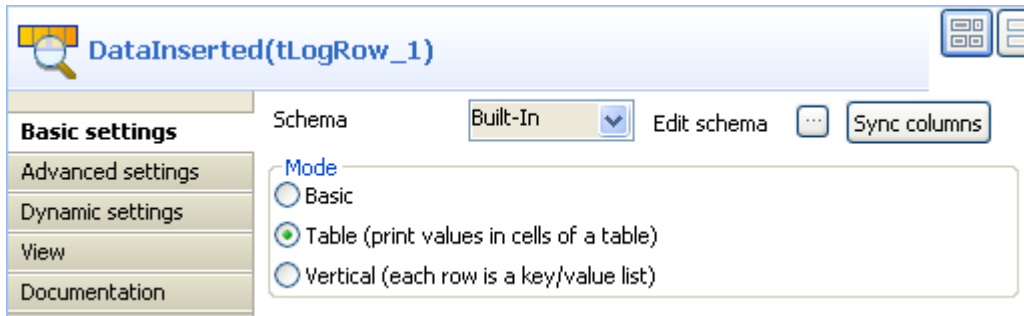 DataInserted(tLogRow_1)
Basic settings
Advanced settings
Dynamic settings
View
Documentation
Schema Built-In Edit schema ... Sync columns
Mode
Basic
Table (print values in cells of a table)
Vertical (each row is a key/value list)